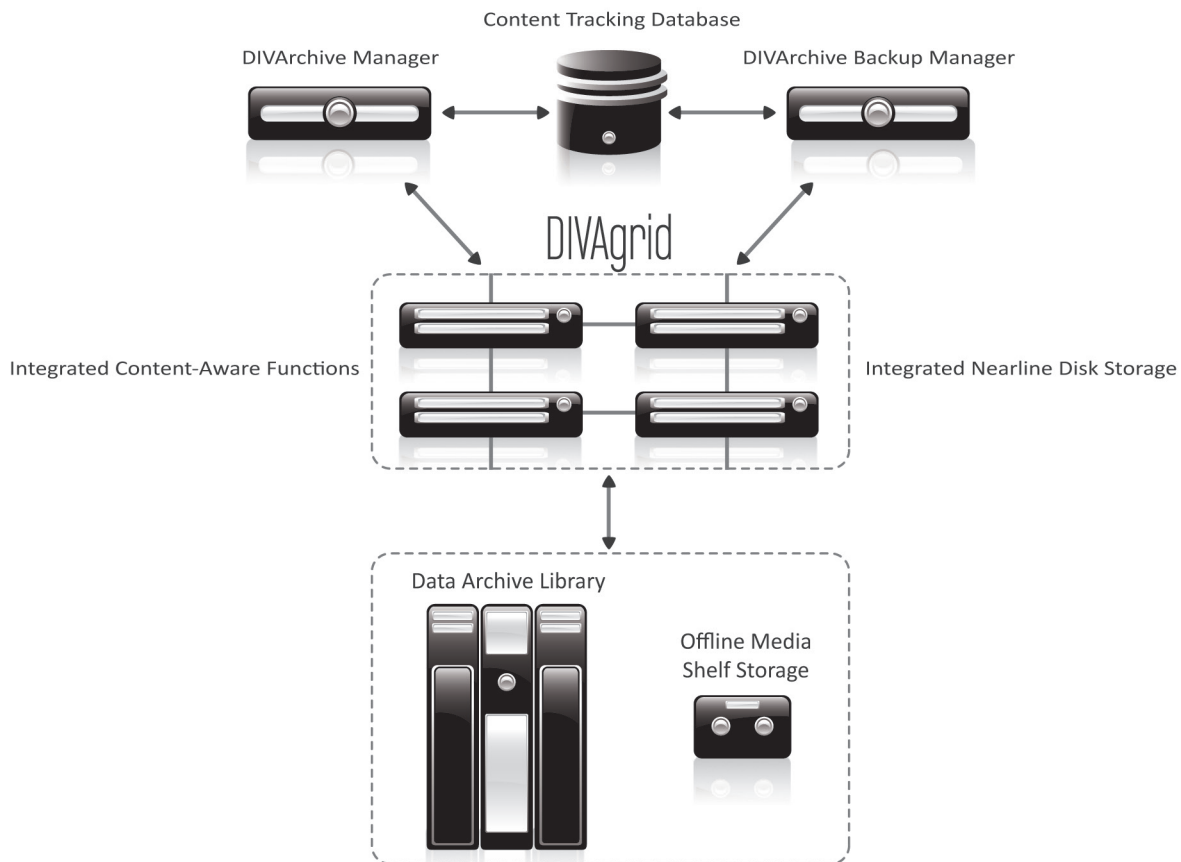 Content Tracking Database
DIVArchive Manager
DIVArchive Backup Manager
DIVAgrid
Integrated Content-Aware Functions
Integrated Nearline Disk Storage
Data Archive Library
Offline Media
Shelf Storage